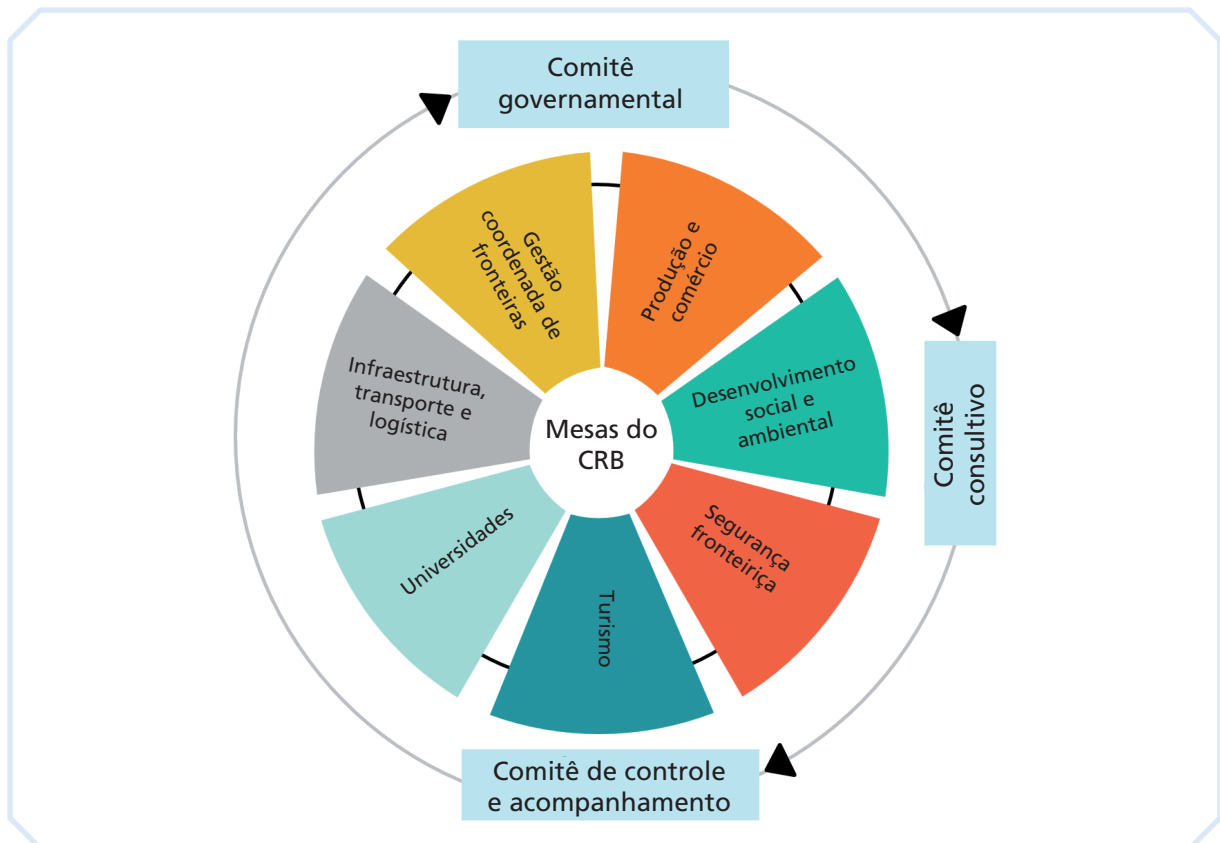 Comitê
governamental
Gestão
coordenada de
fronteiras
Produção e
comércio
Infraestrutura,
transporte e
logística
Desenvolvimento
social e
ambiental
Mesas do
CRB
Comitê
consultivo
Universidades
Segurança
fronteiriça
Turismo
Comitê de controle
e acompanhamento